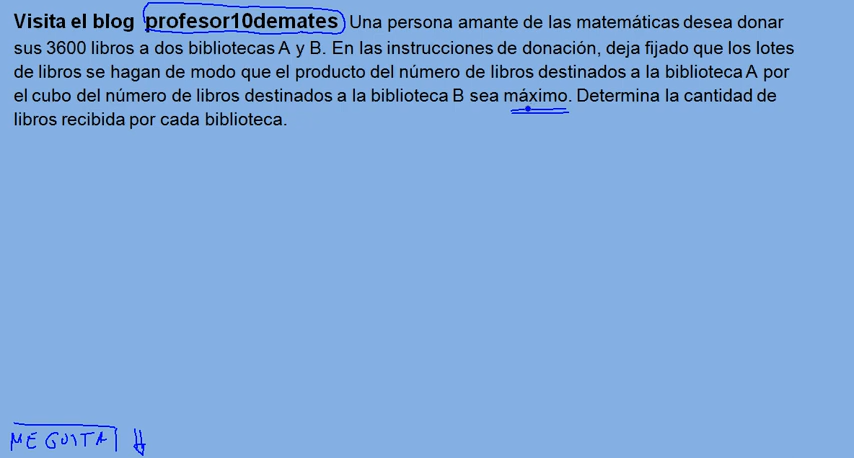 Visita el blog profesor10demates Una persona amante de las matemáticas desea donar
sus 3600 libros a dos bibliotecas A y B. En las instrucciones de donación, deja fijado que los lotes
de libros se hagan de modo que el producto del número de libros destinados a la biblioteca A por
el cubo del número de libros destinados a la biblioteca B sea máximo. Determina la cantidad de
libros recibida por cada biblioteca.
ME GUSTA